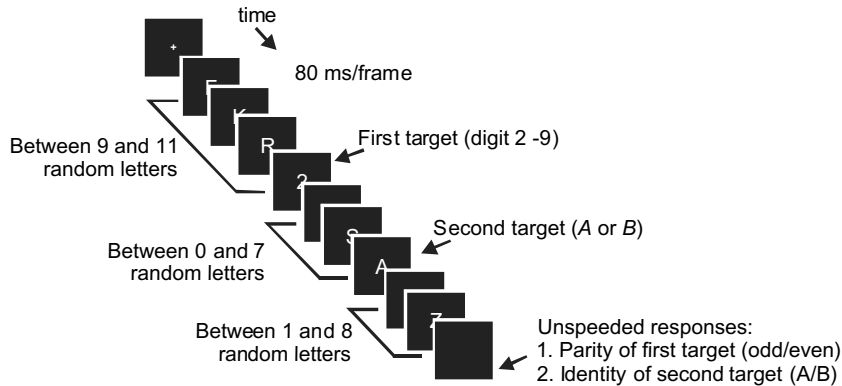 time
+
80 ms/frame
F
K
R
First target (digit 2 -9)
Between 9 and 11
random letters
2
S
Second target (A or B)
A
Between 0 and 7
random letters
Z
Between 1 and 8
random letters
Unspeeded responses:
1. Parity of first target (odd/even)
2. Identity of second target (A/B)